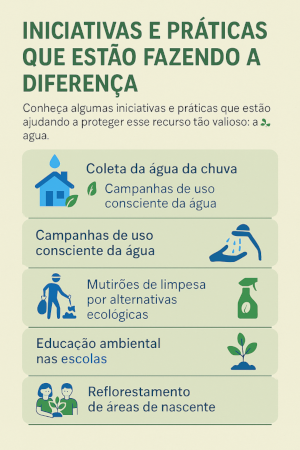 INICIATIVAS E PRÁTICAS
QUE ESTÃO FAZENDO A
DIFERENÇA
Conheça algumas iniciativas e práticas que estão
ajudando a proteger esse recurso tão valioso: a
agua.
Coleta da água da chuva
Campanhas de uso
consciente da água
Campanhas de uso
consciente da água
Mutirões de limpesa
por alternativas
ecológicas
Educação ambiental
nas escolas
Reflorestamento
de áreas de nascente